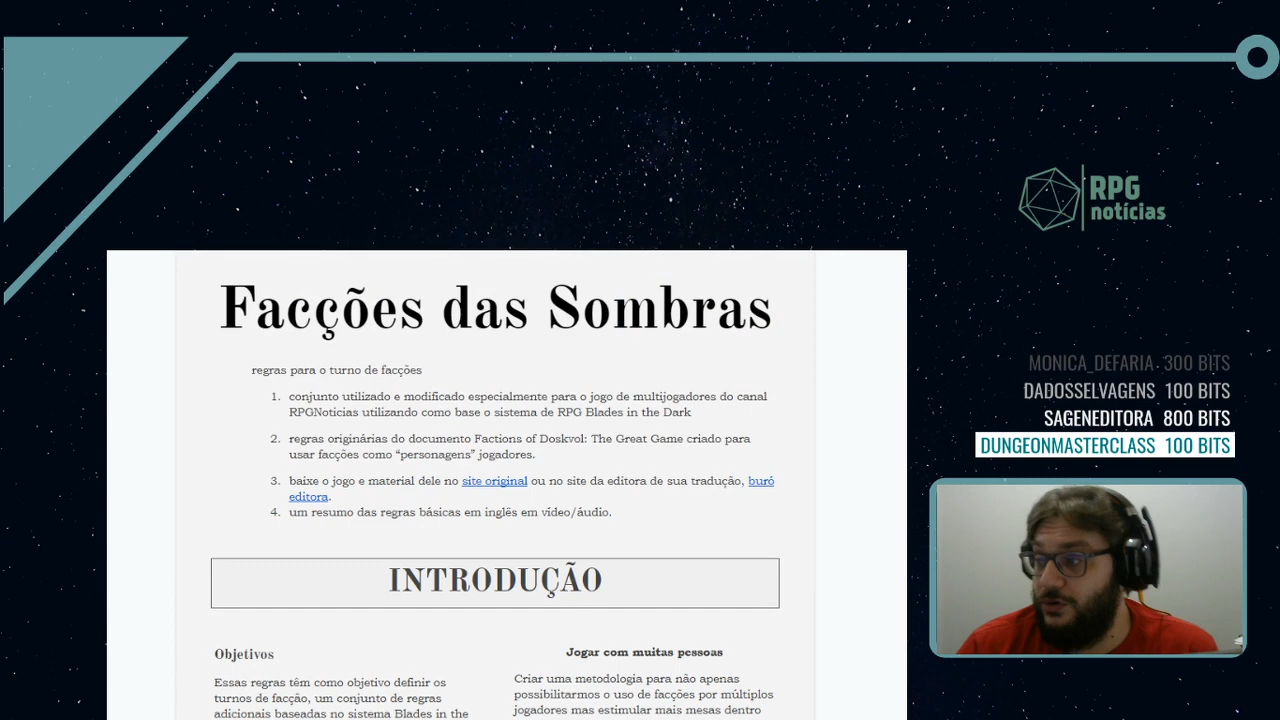 RPG
notícias
Facções das Sombras
regras para o turno de facções
1. conjunto utilizado e modificado especialmente para o jogo de multijogadores do canal
RPGNoticias utilizando como base o sistema de RPG Blades in the Dark
2. regras originárias do documento Factions of Doskvol: The Great Game criado para
usar facções como “personagens” jogadores.
3. baixe o jogo e material dele no site original ou no site da editora de sua tradução, buró
editora.
4. um resumo das regras básicas em inglês em vídeo/áudio.
INTRODUÇÃO
Objetivos
Essas regras têm como objetivo definir os
turnos de facção, um conjunto de regras
adicionais baseadas no sistema Blades in the
Jogar com muitas pessoas
Criar uma metodologia para não apenas
possibilitarmos o uso de facções por múltiplos
jogadores mas estimular mais mesas dentro
MONICA_DEFARIA 300 BITS
DADOSSELVAGENS 100 BITS
SAGENEDITORA 800 BITS
DUNGEONMASTERCLASS 100 BITS